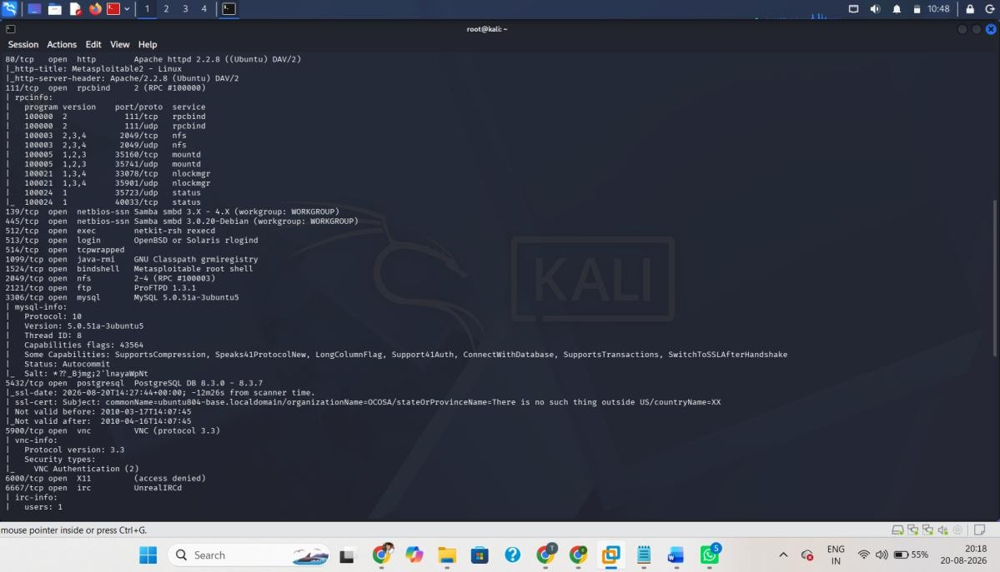 1 2 3 4
10:48
root@kali: ~
Session Actions Edit View Help
80/tcp open http Apache httpd 2.2.8 ((Ubuntu) DAV/2)
|_http-title: Metasploitable2 - Linux
|_http-server-header: Apache/2.2.8 (Ubuntu) DAV/2
111/tcp open rpcbind 2 (RPC #100000)
| rpcinfo:
| program version port/proto service
| 100000 2 111/tcp rpcbind
| 100000 2 111/udp rpcbind
| 100003 2,3,4 2049/tcp nfs
| 100003 2,3,4 2049/udp nfs
| 100005 1,2,3 35160/tcp mountd
| 100005 1,2,3 35741/udp mountd
| 100021 1,3,4 33078/tcp nlockmgr
| 100021 1,3,4 35901/udp nlockmgr
| 100024 1 35723/udp status
|_ 100024 1 40033/tcp status
139/tcp open netbios-ssn Samba smbd 3.X - 4.X (workgroup: WORKGROUP)
445/tcp open netbios-ssn Samba smbd 3.0.20-Debian (workgroup: WORKGROUP)
512/tcp open exec netkit-rsh rexecd
513/tcp open login OpenBSD or Solaris rlogind
514/tcp open tcpwrapped
1099/tcp open java-rmi GNU Classpath grmiregistry
1524/tcp open bindshell Metasploitable root shell
2049/tcp open nfs 2-4 (RPC #100003)
2121/tcp open ftp ProFTPD 1.3.1
3306/tcp open mysql MySQL 5.0.51a-3ubuntu5
| mysql-info:
| Protocol: 10
| Version: 5.0.51a-3ubuntu5
| Thread ID: 8
| Capabilities flags: 43564
| Some Capabilities: SupportsCompression, Speaks41ProtocolNew, LongColumnFlag, Support41Auth, ConnectWithDatabase, SupportsTransactions, SwitchToSSLAfterHandshake
| Status: Autocommit
|_ Salt: *??_Bjmg;2'lnayaWpNt
5432/tcp open postgresql PostgreSQL DB 8.3.0 - 8.3.7
|_ssl-date: 2026-08-20T14:27:44+00:00; -12m26s from scanner time.
| ssl-cert: Subject: commonName=ubuntu804-base.localdomain/organizationName=OCOSA/stateOrProvinceName=There is no such thing outside US/countryName=XX
| Not valid before: 2010-03-17T14:07:45
|_Not valid after: 2010-04-16T14:07:45
5900/tcp open vnc VNC (protocol 3.3)
| vnc-info:
| Protocol version: 3.3
| Security types:
|_ VNC Authentication (2)
6000/tcp open X11 (access denied)
6667/tcp open irc UnrealIRCd
| irc-info:
| users: 1
KALI
mouse pointer inside or press Ctrl+G.
Search
T
5
ENG
IN
55%
20:18
20-08-2026